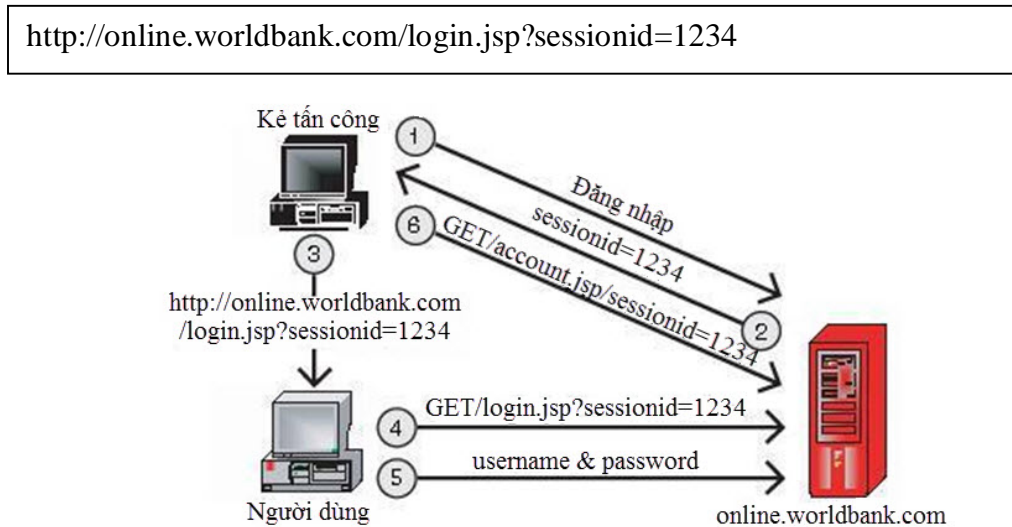 http://online.worldbank.com/login.jsp?sessionid=1234
Kẻ tấn công
1
Đăng nhập
sessionid=1234
6
GET/account.jsp/sessionid=1234
3
http://online.worldbank.com
/login.jsp?sessionid=1234
2
GET/login.jsp?sessionid=1234
4
username & password
5
Người dùng
online.worldbank.com